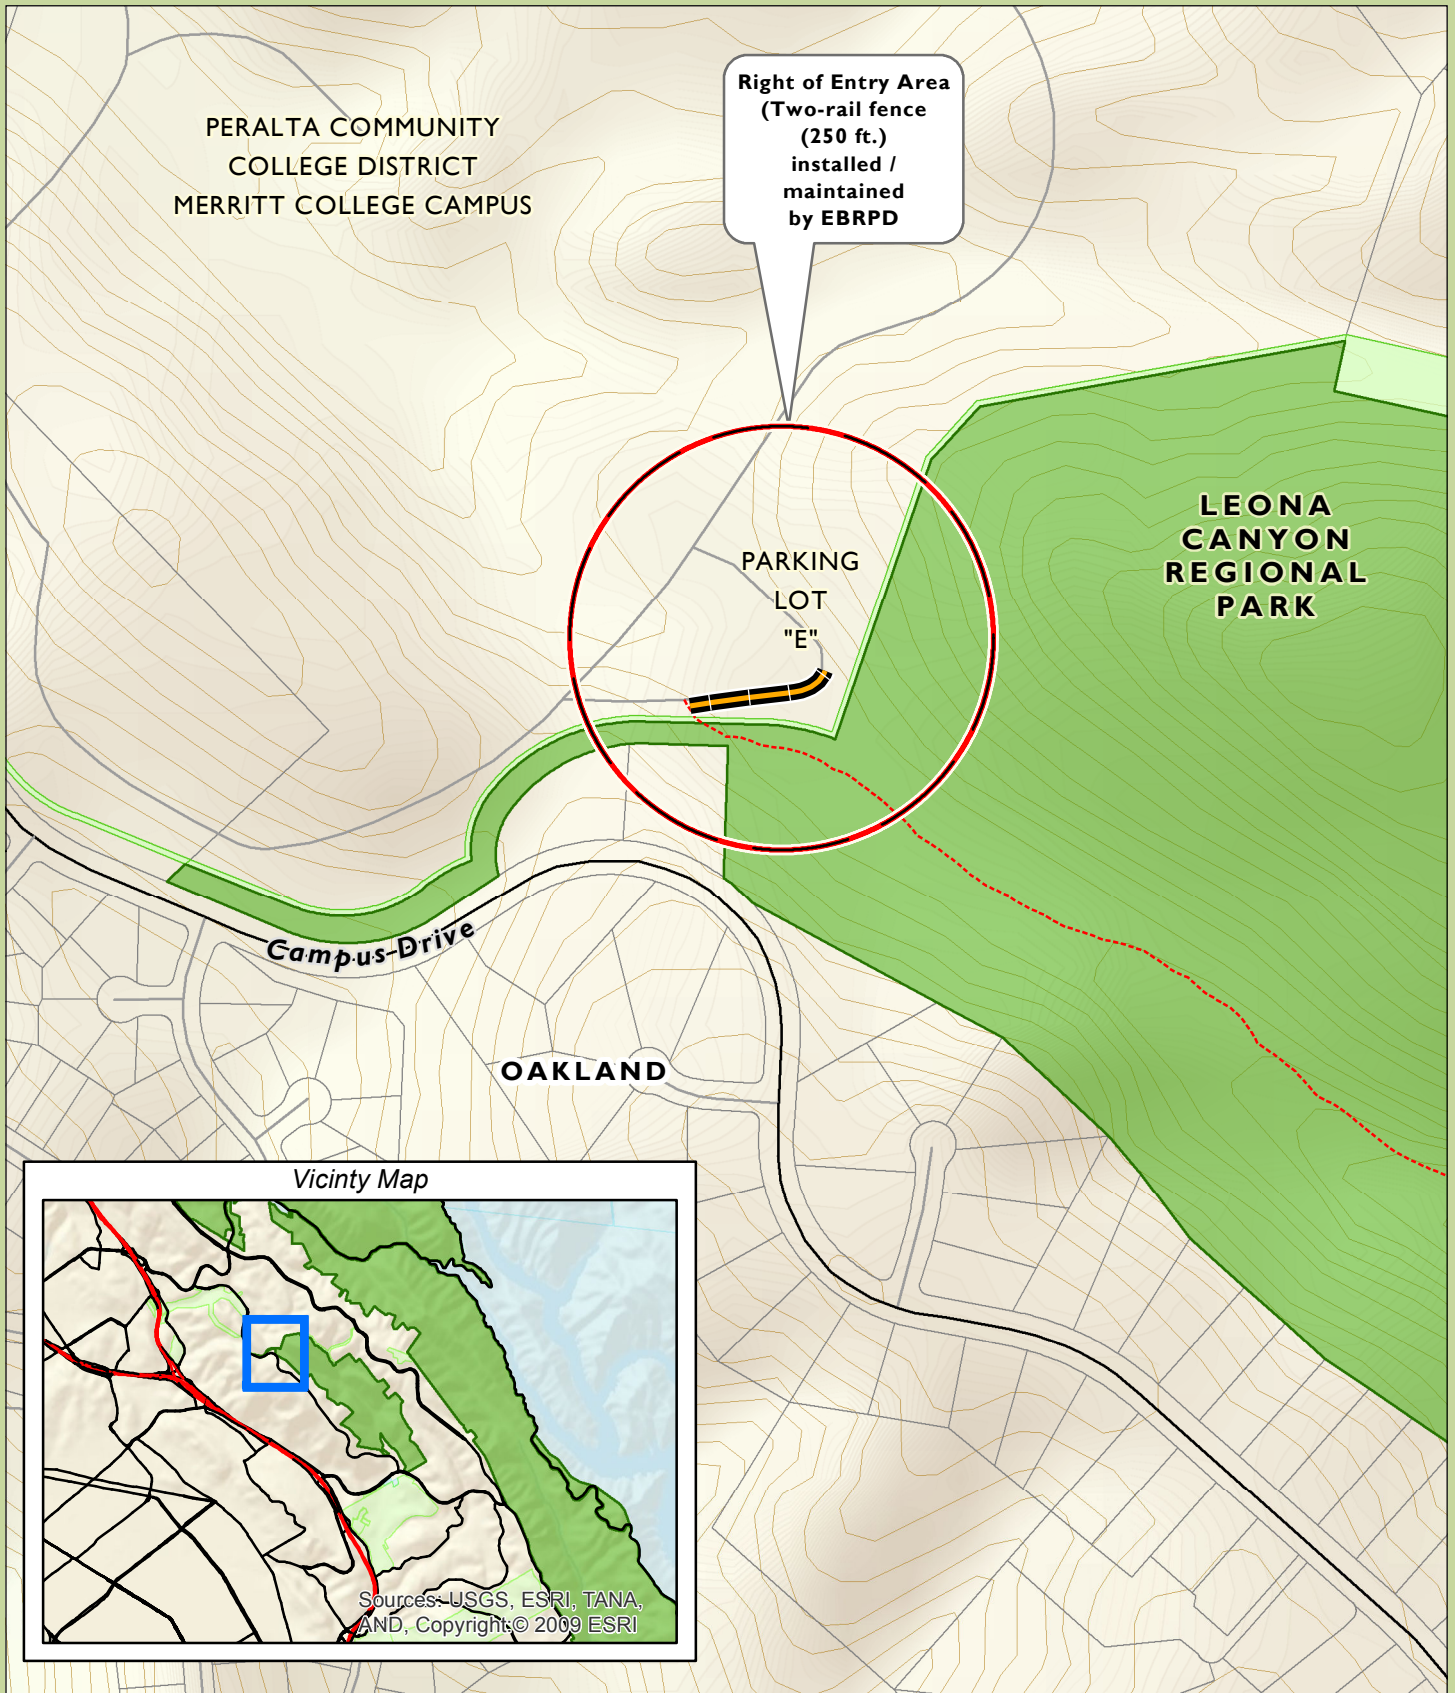 Right of Entry Area
(Two-rail fence
(250 ft.)
installed /
maintained
by EBRPD
PERALTA COMMUNITY
COLLEGE DISTRICT
MERRITT COLLEGE CAMPUS
LEONA
CANYON
REGIONAL
PARK
PARKING
LOT
"E"
Campus Drive
OAKLAND
Vicinty Map
Sources: USGS, ESRI, TANA,
AND, Copyright:© 2009 ESRI